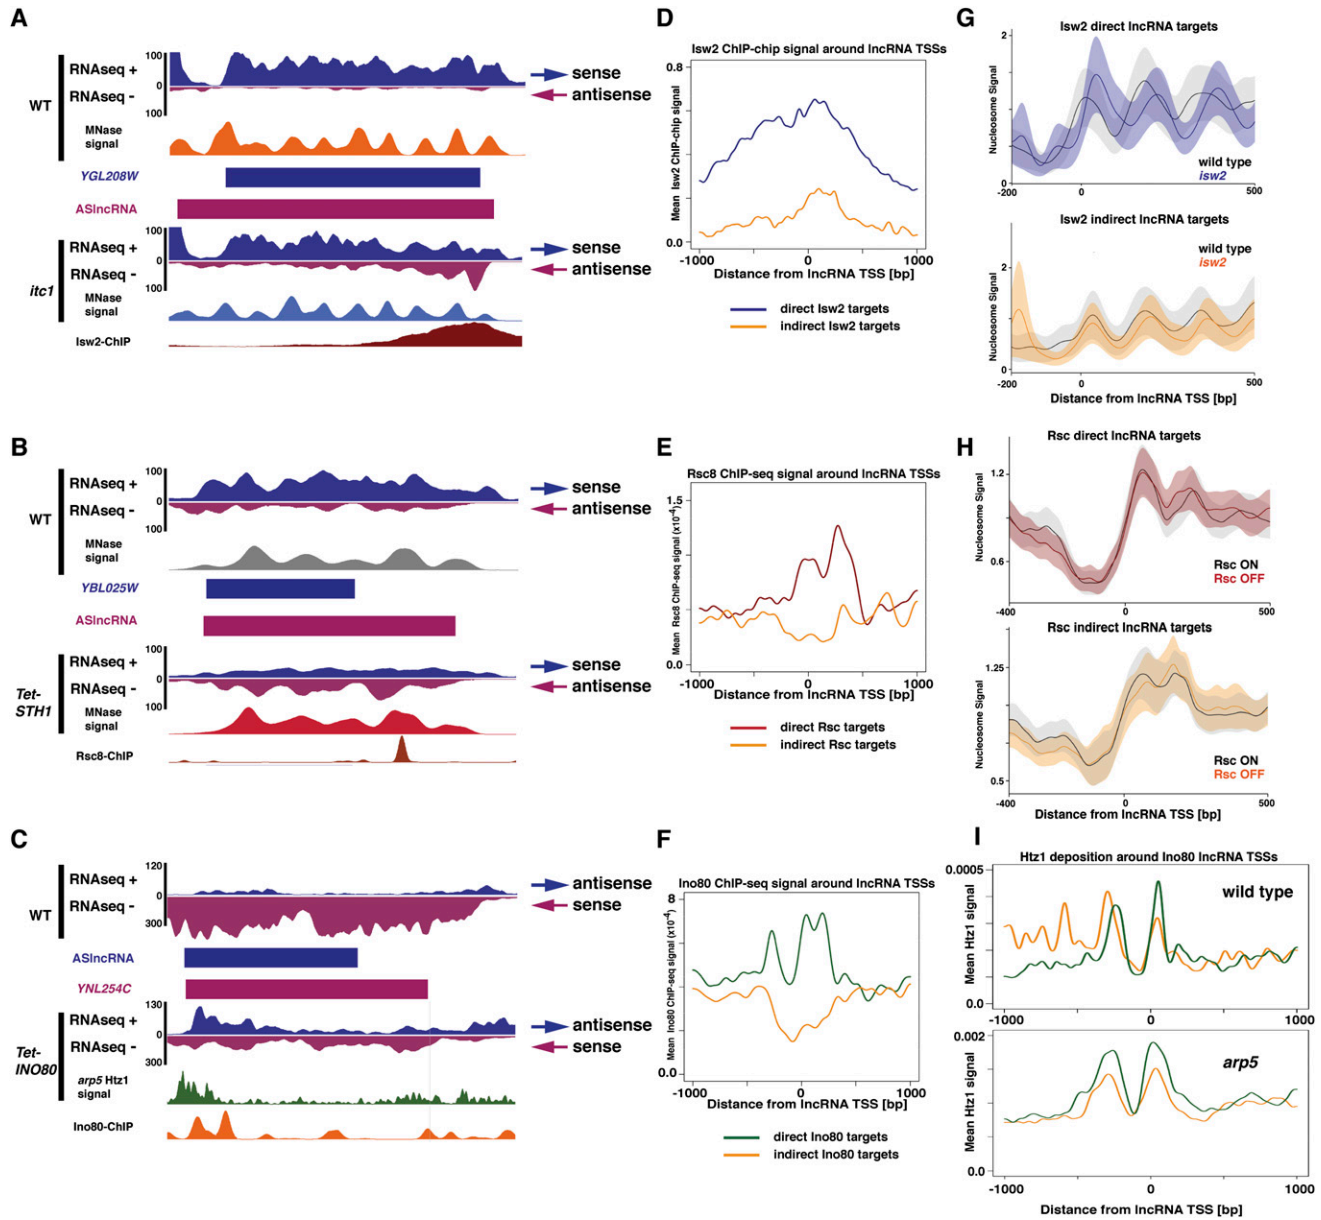 A
WT
RNAseq +
RNAseq -
100
0
100
sense
antisense
MNase
signal
YGL208W
ASlncRNA
itc1
RNAseq +
RNAseq -
100
0
100
sense
antisense
MNase
signal
Isw2-ChIP
B
WT
RNAseq +
RNAseq -
100
0
100
sense
antisense
MNase
signal
YBL025W
ASlncRNA
Tet-
STH1
RNAseq +
RNAseq -
100
0
100
sense
antisense
MNase
signal
Rsc8-ChIP
C
WT
RNAseq +
RNAseq -
120
0
300
antisense
sense
ASlncRNA
YNL254C
Tet-
INO80
RNAseq +
RNAseq -
130
0
300
antisense
sense
arp5 Htz1
signal
Ino80-ChIP
D
Isw2 ChIP-chip signal around lncRNA TSSs
Mean Isw2 ChIP-chip signal
0.8
0.0
-1000
0
1000
Distance from lncRNA TSS [bp]
direct Isw2 targets
indirect Isw2 targets
E
Rsc8 ChIP-seq signal around lncRNA TSSs
Mean Rsc8 ChIP-seq signal (x10-4)
1.5
0.0
-1000
0
1000
Distance from lncRNA TSS [bp]
direct Rsc targets
indirect Rsc targets
F
Ino80 ChIP-seq signal around lncRNA TSSs
Mean Ino80 ChIP-seq signal (x10-4)
8
0.0
-1000
0
1000
Distance from lncRNA TSS [bp]
direct Ino80 targets
indirect Ino80 targets
G
Isw2 direct lncRNA targets
Nucleosome Signal
2
0
-200
0
500
wild type
isw2
Isw2 indirect lncRNA targets
Nucleosome Signal
2
0
-200
0
500
wild type
isw2
Distance from lncRNA TSS [bp]
H
Rsc direct lncRNA targets
Nucleosome Signal
1.2
0.6
-400
0
500
Rsc ON
Rsc OFF
Rsc indirect lncRNA targets
Nucleosome Signal
1.25
0.5
-400
0
500
Rsc ON
Rsc OFF
Distance from lncRNA TSS [bp]
I
Htz1 deposition around Ino80 lncRNA TSSs
Mean Htz1 signal
0.0005
0.0
-1000
0
1000
wild type
Mean Htz1 signal
0.002
0.0
-1000
0
1000
arp5
Distance from lncRNA TSS [bp]